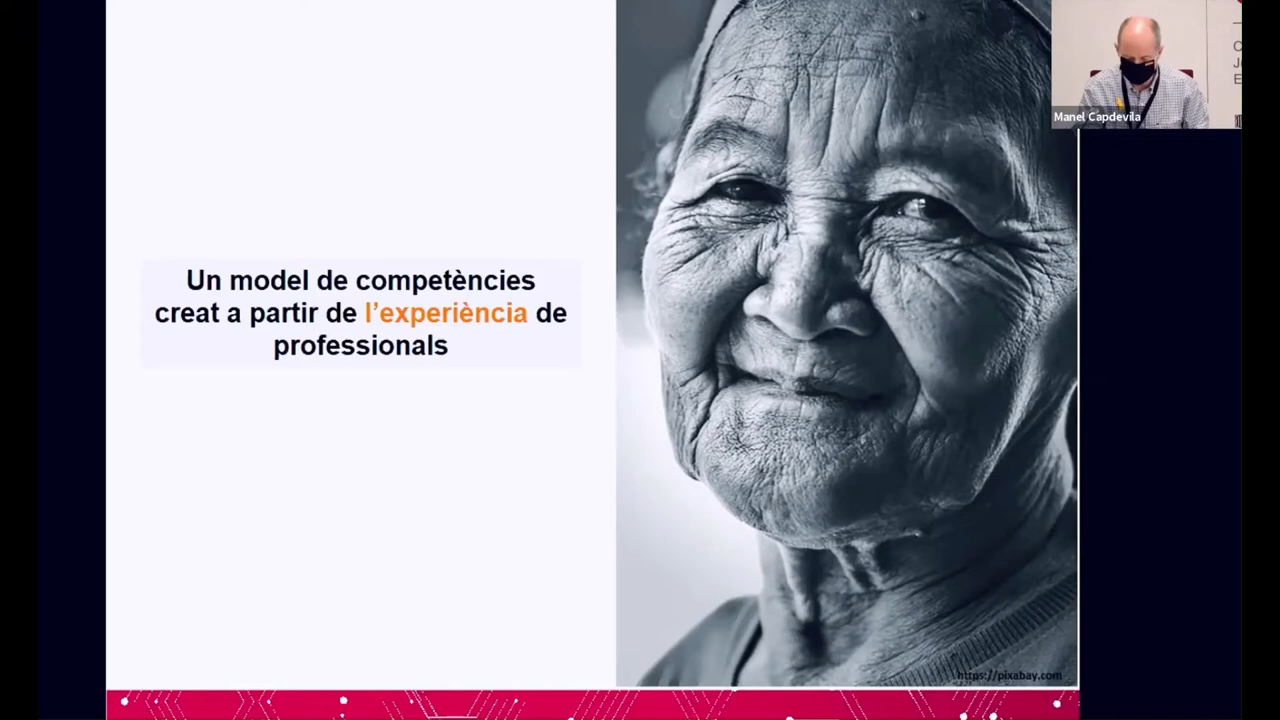 Un model de competències
creat a partir de l'experiència de
professionals
Manel Capdevila
https://pixabay.com